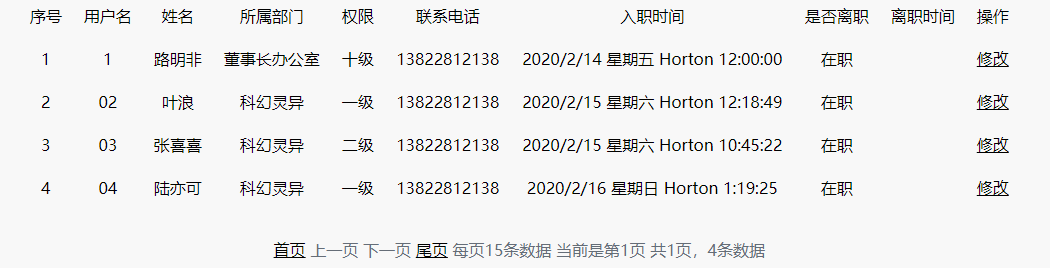 序号 用户名 姓名 所属部门 权限 联系电话 入职时间 是否离职 离职时间 操作
1 1 路明非 董事长办公室 十级 13822812138 2020/2/14 星期五 Horton 12:00:00 在职 修改
2 02 叶浪 科幻灵异 一级 13822812138 2020/2/15 星期六 Horton 12:18:49 在职 修改
3 03 张喜喜 科幻灵异 二级 13822812138 2020/2/15 星期六 Horton 10:45:22 在职 修改
4 04 陆亦可 科幻灵异 一级 13822812138 2020/2/16 星期日 Horton 1:19:25 在职 修改
首页 上一页 下一页 尾页 每页15条数据 当前是第1页 共1页，4条数据